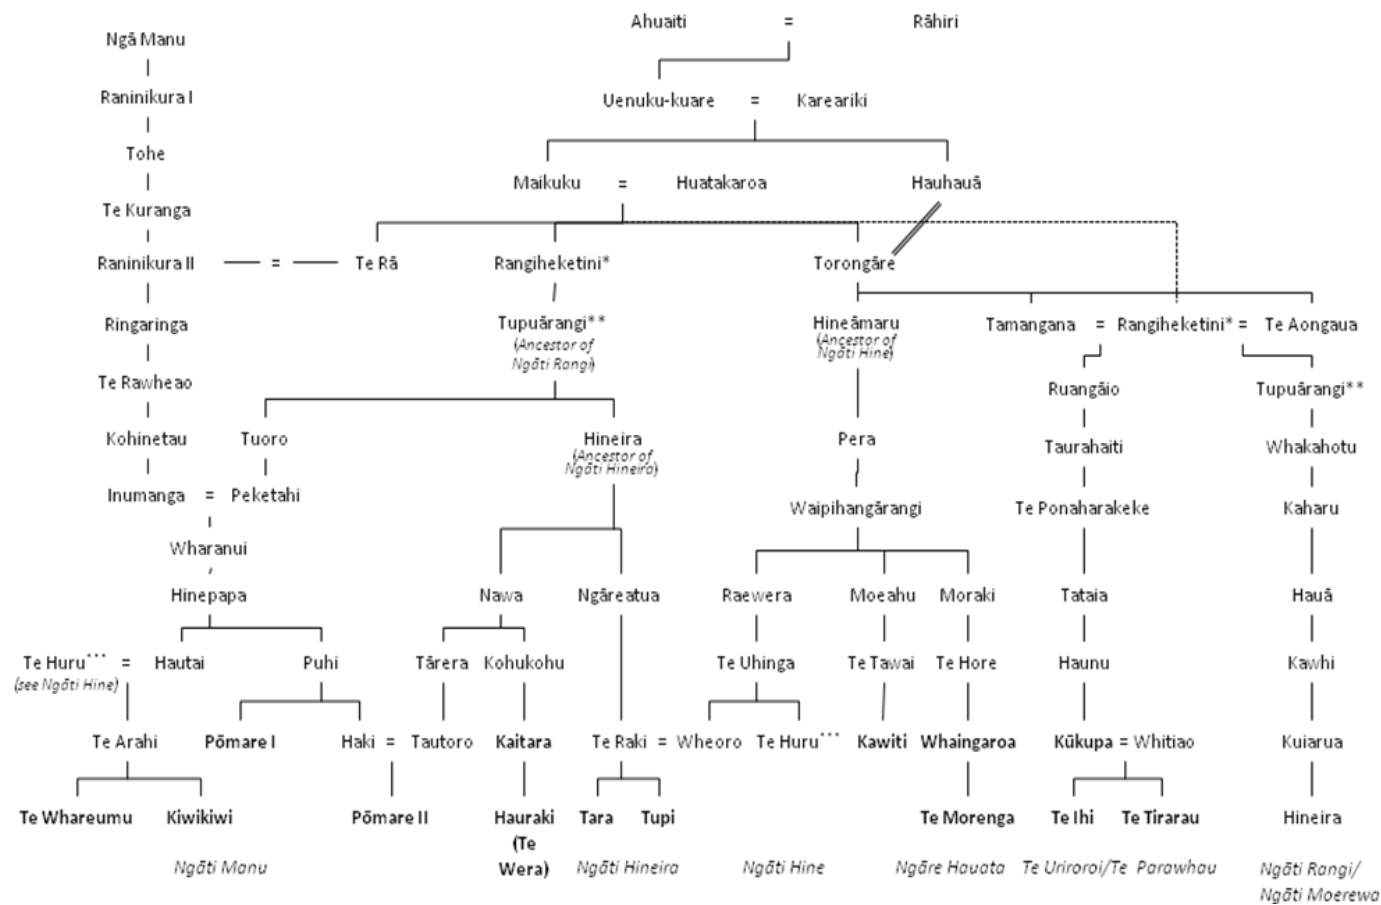 Ahuaiti = Rāhiri
Ngā Manu
Raninikura I
Uenuku-kuare = Kareariki
Tohe
Maikuku = Huatakaroa Hauhauā
Te Kuranga
Raninikura II = Te Rā Rangiheketini* Torongāre
Ringaringa Tupuārangi** Hineāmaru Tamangana = Rangiheketini* = Te Aongaua
(Ancestor of (Ancestor of
Ngāti Rangi) Ngāti Hine)
Te Rawheao Ruangāio Tupuārangi**
Kohinetau Tuoro Hineira Pera Taurahaiti Whakahotu
(Ancestor of
Ngāti Hineira)
Inumanga = Peketahi Waipihangārangi Te Ponaharakeke Kaharu
Wharanui
Hinepapa Nawa Ngāreatua Raewera Moeahu Moraki Tataia Hauā
Te Huru*** = Hautai Puhi Tārera Kohukohu Te Uhinga Te Tawai Te Hore Haunu Kawhi
(see Ngāti Hine)
Te Arahi Pōmare I Haki = Tautoro Kaitara Te Raki = Wheoro Te Huru*** Kawiti Whaingaroa Kūkupa = Whitiao Kuiarua
Te Whareumu Kiwikiwi Pōmare II Hauraki Tara Tupi Te Morenga Te Ihi Te Tirarau Hineira
(Te
Wera)
Ngāti Manu Ngāti Hineira Ngāti Hine Ngāre Hauata Te Uriroroi/Te Parawhau Ngāti Rangi/
Ngāti Moerewa